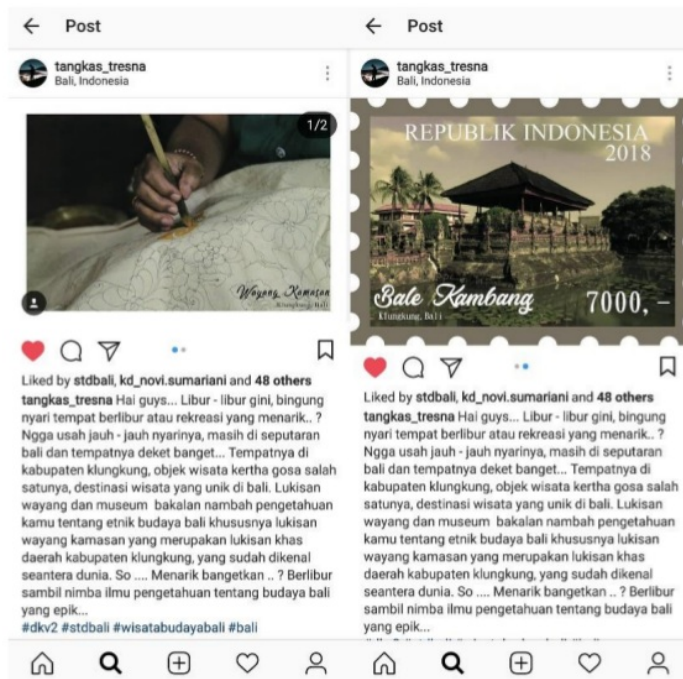 Post
tangkas_tresna
Bali, Indonesia
1/2
Wayang Kamasan
Klungkung, Bali
Liked by stdbali, kd_novi.sumariani and 48 others
tangkas_tresna Hai guys... Libur - libur gini, bingung
nyari tempat berlibur atau rekreasi yang menarik.. ?
Ngga usah jauh - jauh nyarinya, masih di seputaran
bali dan tempatnya deket banget... Tempatnya di
kabupaten klungkung, objek wisata kertha gosa salah
satunya, destinasi wisata yang unik di bali. Lukisan
wayang dan museum bakalan nambah pengetahuan
kamu tentang etnik budaya bali khususnya lukisan
wayang kamasan yang merupakan lukisan khas
daerah kabupaten klungkung, yang sudah dikenal
seantera dunia. So .... Menarik bangetkan .. ? Berlibur
sambil nimba ilmu pengetahuan tentang budaya bali
yang epik...
#dkv2 #stdbali #wisatabudayabali #bali
Post
tangkas_tresna
Bali, Indonesia
REPUBLIK INDONESIA
2018
Bale Kambang
Klungkung, Bali
7000,-
Liked by stdbali, kd_novi.sumariani and 48 others
tangkas_tresna Hai guys... Libur - libur gini, bingung
nyari tempat berlibur atau rekreasi yang menarik.. ?
Ngga usah jauh - jauh nyarinya, masih di seputaran
bali dan tempatnya deket banget... Tempatnya di
kabupaten klungkung, objek wisata kertha gosa salah
satunya, destinasi wisata yang unik di bali. Lukisan
wayang dan museum bakalan nambah pengetahuan
kamu tentang etnik budaya bali khususnya lukisan
wayang kamasan yang merupakan lukisan khas
daerah kabupaten klungkung, yang sudah dikenal
seantera dunia. So .... Menarik bangetkan .. ? Berlibur
sambil nimba ilmu pengetahuan tentang budaya bali
yang epik...